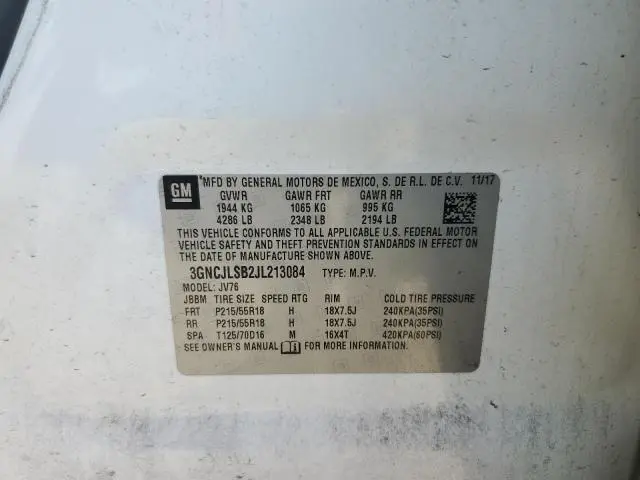 GM *MFD BY GENERAL MOTORS DE MEXICO, S. DE R.L. DE C.V. 11/17
GVWR GAWR FRT GAWR RR
1944 KG 1065 KG 995 KG
4286 LB 2348 LB 2194 LB
THIS VEHICLE CONFORMS TO ALL APPLICABLE U.S. FEDERAL MOTOR
VEHICLE SAFETY AND THEFT PREVENTION STANDARDS IN EFFECT ON
THE DATE OF MANUFACTURE SHOWN ABOVE.
3GNCJLSB2JL213084 TYPE: M.P.V.
MODEL: JV76
JBBM TIRE SIZE SPEED RTG RIM COLD TIRE PRESSURE
FRT P215/55R18 H 18X7.5J 240KPA(35PSI)
RR P215/55R18 H 18X7.5J 240KPA(35PSI)
SPA T125/70D16 M 16X4T 420KPA(60PSI)
SEE OWNER'S MANUAL FOR MORE INFORMATION.